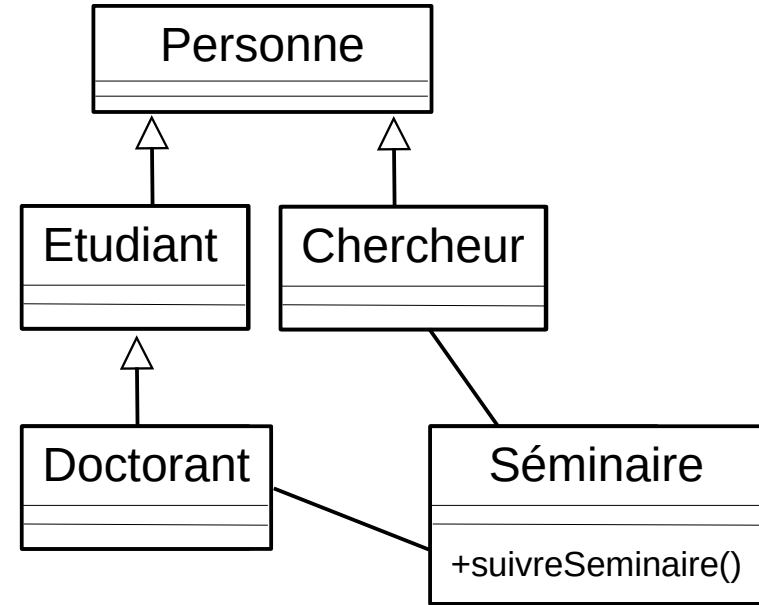 Personne
Etudiant
Chercheur
Doctorant
Séminaire
+suivreSeminaire()